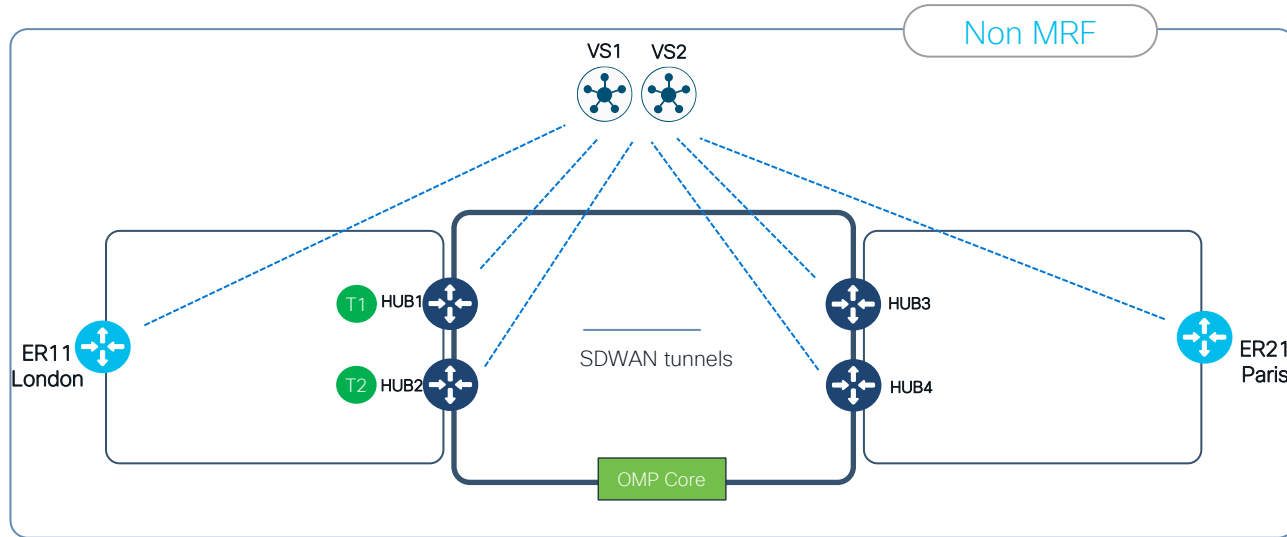 Non MRF
VS1
VS2
T1
HUB1
HUB3
ER11
London
SDWAN tunnels
ER21
Paris
T2
HUB2
HUB4
OMP Core